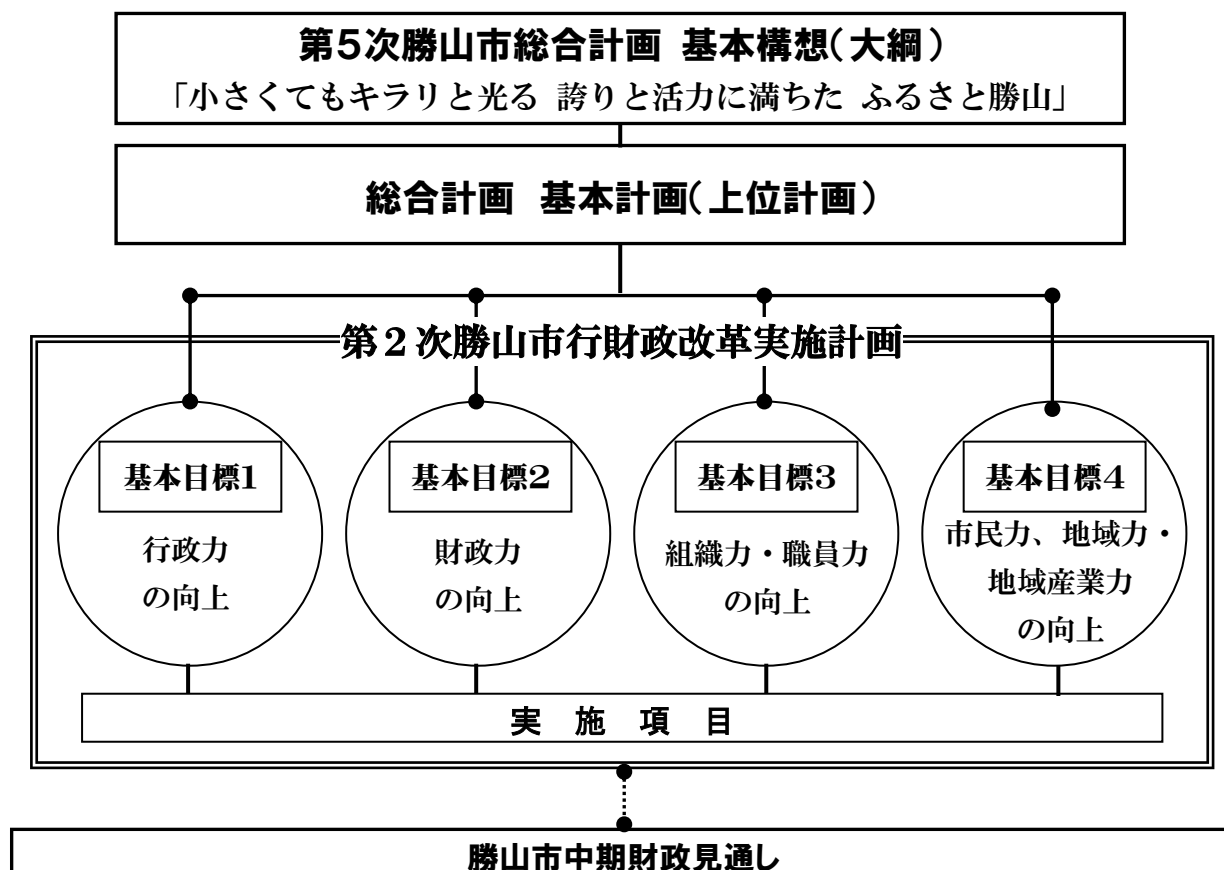 第5次勝山市総合計画 基本構想(大綱)
「小さくてもキラリと光る 誇りと活力に満ちた ふるさと勝山」
総合計画 基本計画(上位計画)
第2次勝山市行財政改革実施計画
基本目標1
行政力
の向上
基本目標2
財政力
の向上
基本目標3
組織力・職員力
の向上
基本目標4
市民力、地域力・
地域産業力
の向上
実 施 項 目
勝山市中期財政見通し